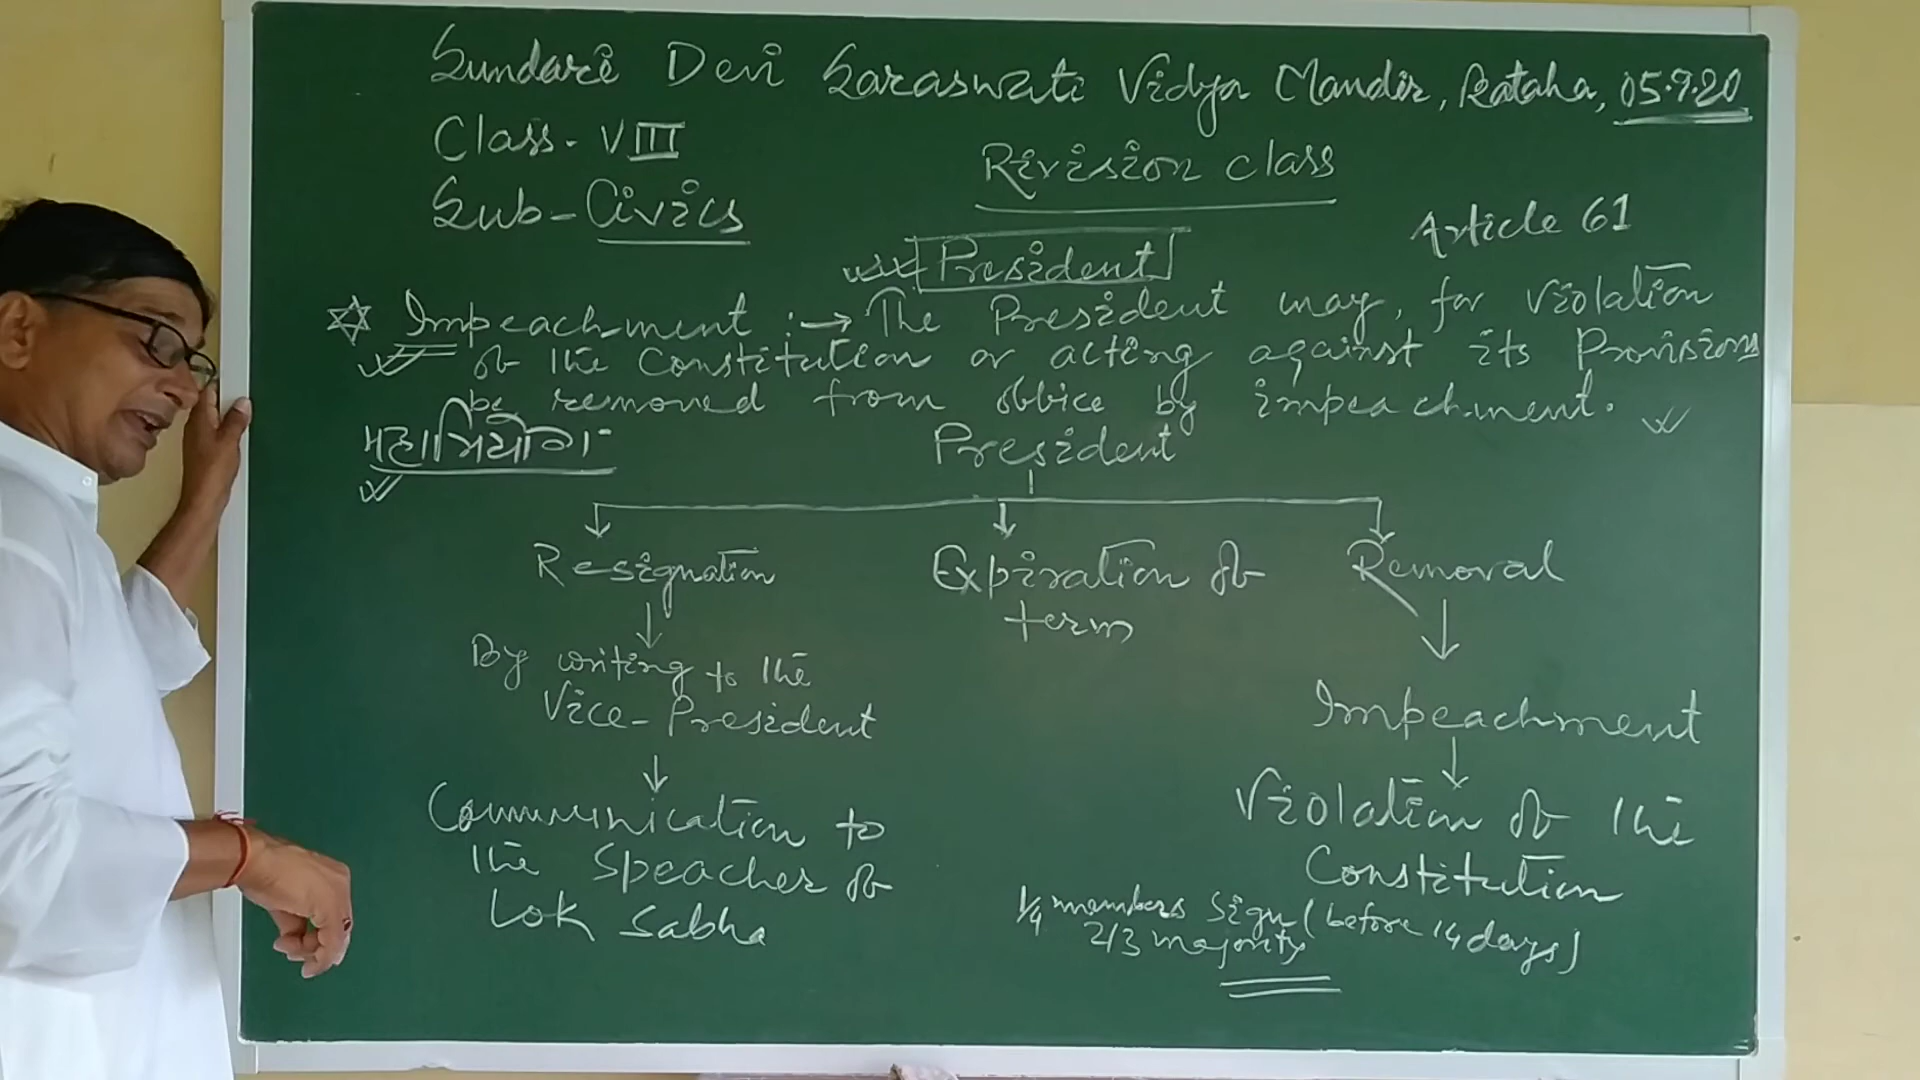 Sundari Devi Saraswati Vidya Mandir, Rataha, 05.9.20
Class - VIII
Rivision class
Sub - Civics
Article 61
President
Impeachment :→ The President may, for violation
of the Constitution or acting against its Provisions
be removed from office by impeachment.
महाभियोग
President
Resignation
Expiration of
term
Removal
By writing to the
Vice-President
Impeachment
Communication to
the Speacher of
Lok Sabha
Violation of the
Constitution
1/4 members sign (before 14 days)
2/3 majority